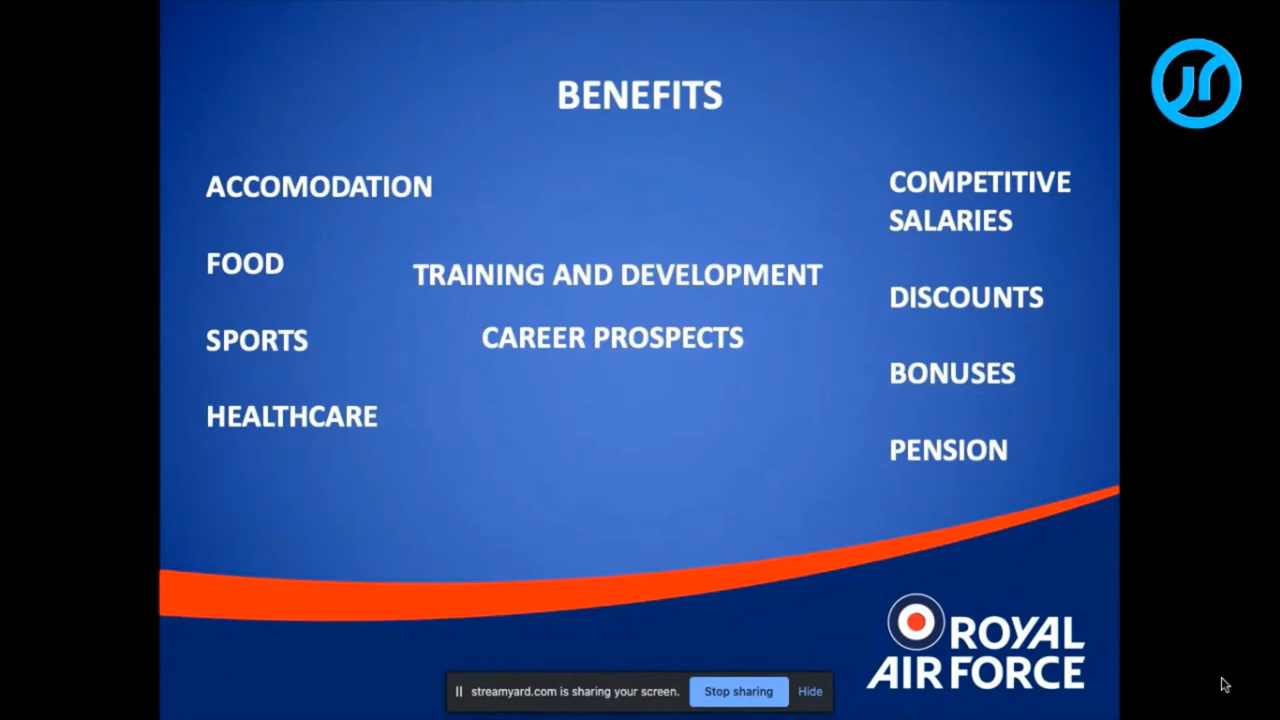 BENEFITS
ACCOMODATION
FOOD
SPORTS
HEALTHCARE
TRAINING AND DEVELOPMENT
CAREER PROSPECTS
COMPETITIVE
SALARIES
DISCOUNTS
BONUSES
PENSION
ROYAL
AIR FORCE
streamyard.com is sharing your screen.
Stop sharing
Hide